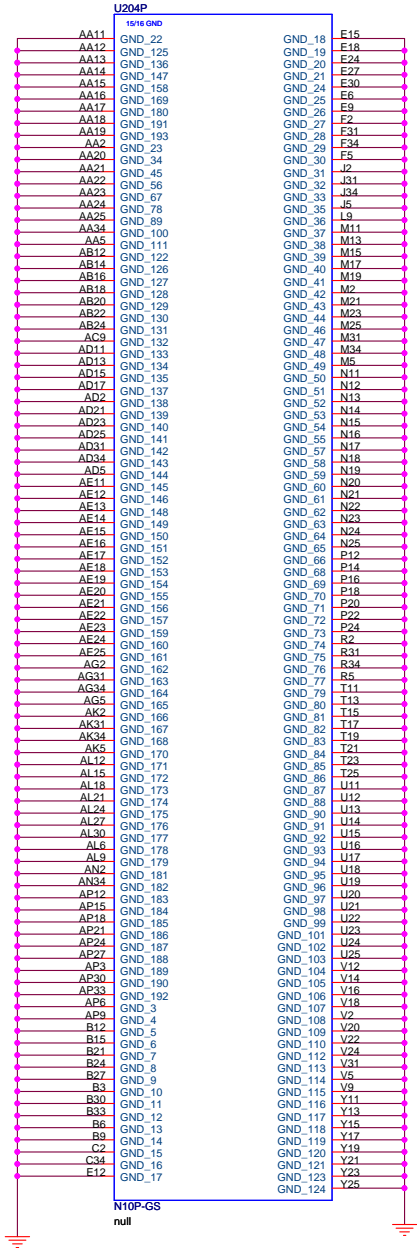 U204P
15/16 GND
AA11 GND_22 GND_18 E15
AA12 GND_125 GND_19 E18
AA13 GND_136 GND_20 E24
AA14 GND_147 GND_21 E27
AA15 GND_158 GND_24 E30
AA16 GND_169 GND_25 E6
AA17 GND_180 GND_26 E9
AA18 GND_191 GND_27 F2
AA19 GND_193 GND_28 F31
AA2 GND_23 GND_29 F34
AA20 GND_34 GND_30 F5
AA21 GND_45 GND_31 J2
AA22 GND_56 GND_32 J31
AA23 GND_67 GND_33 J34
AA24 GND_78 GND_35 J5
AA25 GND_89 GND_36 L9
AA34 GND_100 GND_37 M11
AA5 GND_111 GND_38 M13
AB12 GND_122 GND_39 M15
AB14 GND_126 GND_40 M17
AB16 GND_127 GND_41 M19
AB18 GND_128 GND_42 M2
AB20 GND_129 GND_43 M21
AB22 GND_130 GND_44 M23
AB24 GND_131 GND_46 M25
AC9 GND_132 GND_47 M31
AD11 GND_133 GND_48 M34
AD13 GND_134 GND_49 M5
AD15 GND_135 GND_50 N11
AD17 GND_137 GND_51 N12
AD2 GND_138 GND_52 N13
AD21 GND_139 GND_53 N14
AD23 GND_140 GND_54 N15
AD25 GND_141 GND_55 N16
AD31 GND_142 GND_57 N17
AD34 GND_143 GND_58 N18
AD5 GND_144 GND_59 N19
AE11 GND_145 GND_60 N20
AE12 GND_146 GND_61 N21
AE13 GND_148 GND_62 N22
AE14 GND_149 GND_63 N23
AE15 GND_150 GND_64 N24
AE16 GND_151 GND_65 N25
AE17 GND_152 GND_66 P12
AE18 GND_153 GND_68 P14
AE19 GND_154 GND_69 P16
AE20 GND_155 GND_70 P18
AE21 GND_156 GND_71 P20
AE22 GND_157 GND_72 P22
AE23 GND_159 GND_73 P24
AE24 GND_160 GND_74 R2
AE25 GND_161 GND_75 R31
AG2 GND_162 GND_76 R34
AG31 GND_163 GND_77 R5
AG34 GND_164 GND_79 T11
AG5 GND_165 GND_80 T13
AK2 GND_166 GND_81 T15
AK31 GND_167 GND_82 T17
AK34 GND_168 GND_83 T19
AK5 GND_170 GND_84 T21
AL12 GND_171 GND_85 T23
AL15 GND_172 GND_86 T25
AL18 GND_173 GND_87 U11
AL21 GND_174 GND_88 U12
AL24 GND_175 GND_90 U13
AL27 GND_176 GND_91 U14
AL30 GND_177 GND_92 U15
AL6 GND_178 GND_93 U16
AL9 GND_179 GND_94 U17
AN2 GND_181 GND_95 U18
AN34 GND_182 GND_96 U19
AP12 GND_183 GND_97 U20
AP15 GND_184 GND_98 U21
AP18 GND_185 GND_99 U22
AP21 GND_186 GND_101 U23
AP24 GND_187 GND_102 U24
AP27 GND_188 GND_103 U25
AP3 GND_189 GND_104 V12
AP30 GND_190 GND_105 V14
AP33 GND_192 GND_106 V16
AP6 GND_3 GND_107 V18
AP9 GND_4 GND_108 V2
B12 GND_5 GND_109 V20
B15 GND_6 GND_110 V22
B21 GND_7 GND_112 V24
B24 GND_8 GND_113 V31
B27 GND_9 GND_114 V5
B3 GND_10 GND_115 V9
B30 GND_11 GND_116 Y11
B33 GND_12 GND_117 Y13
B6 GND_13 GND_118 Y15
B9 GND_14 GND_119 Y17
C2 GND_15 GND_120 Y19
C34 GND_16 GND_121 Y21
E12 GND_17 GND_123 Y23
GND_124 Y25
N10P-GS
null